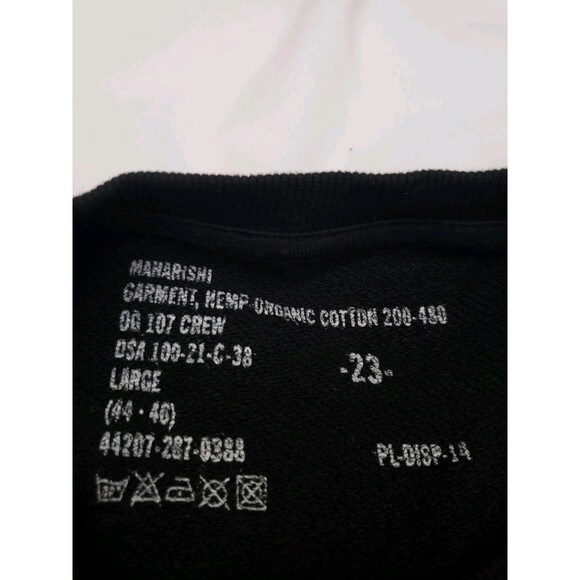 MAHARISHI
GARMENT, HEMP-ORGANIC COTTON 200-480
OG 107 CREW
DSA 100-21-C-38
-23-
LARGE
(44 · 46)
44207-287-0388
PL-DISP-14